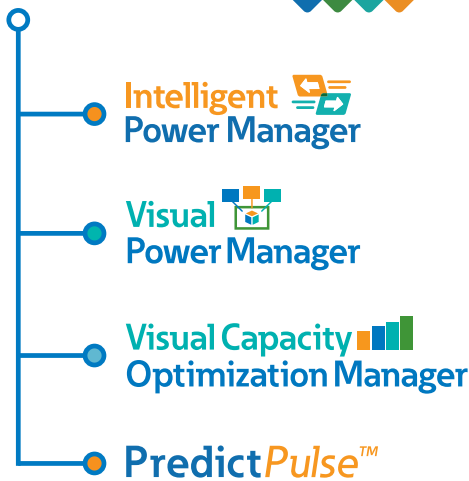 Intelligent
Power Manager
Visual
Power Manager
Visual Capacity
Optimization Manager
PredictPulse™